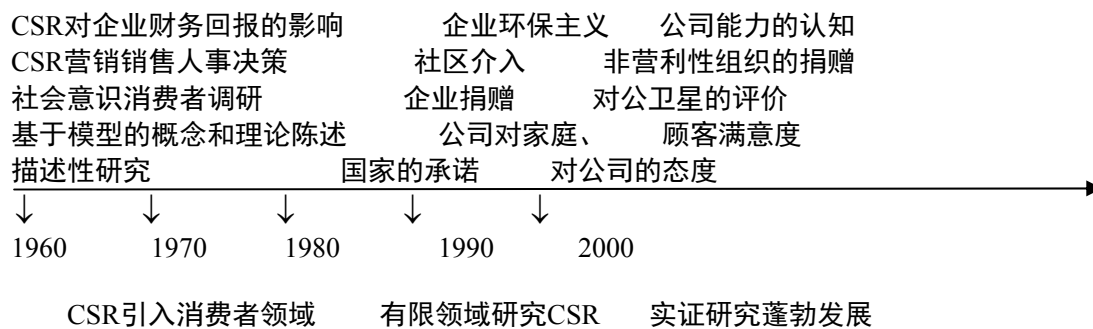 CSR对企业财务回报的影响 企业环保主义 公司能力的认知
CSR营销销售人事决策 社区介入 非营利性组织的捐赠
社会意识消费者调研 企业捐赠 对公卫星的评价
基于模型的概念和理论陈述 公司对家庭、 顾客满意度
描述性研究 国家的承诺 对公司的态度
↓ ↓ ↓ ↓ ↓
1960 1970 1980 1990 2000
CSR引入消费者领域 有限领域研究CSR 实证研究蓬勃发展